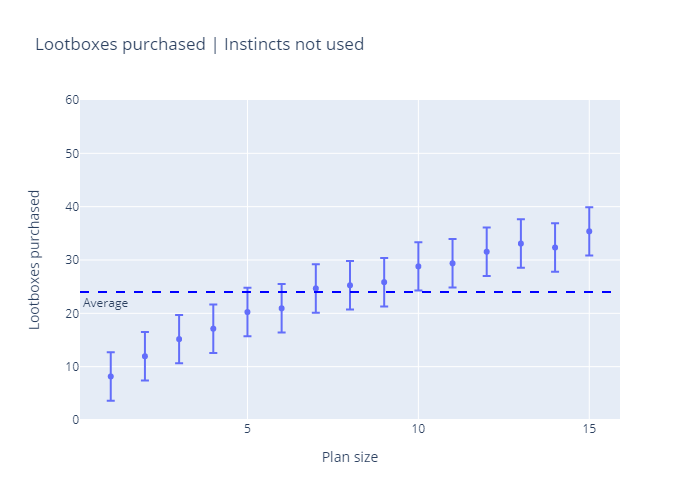 Lootboxes purchased | Instincts not used
60
50
40
30
20
10
0
Lootboxes purchased
Average
5
10
15
Plan size